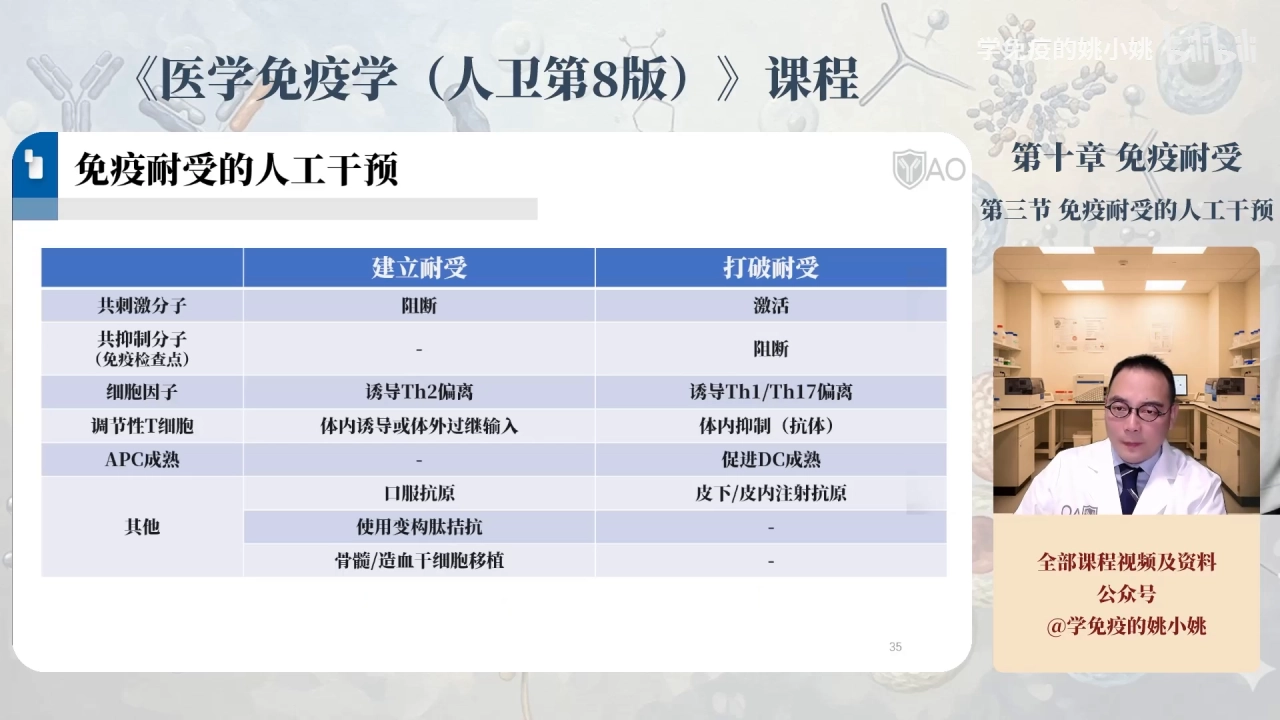 《医学免疫学（人卫第8版）》课程
学免疫的姚小姚 bilibili
免疫耐受的人工干预
AO
第十章 免疫耐受
第三节 免疫耐受的人工干预
建立耐受 打破耐受
共刺激分子 阻断 激活
共抑制分子
（免疫检查点） - 阻断
细胞因子 诱导Th2偏离 诱导Th1/Th17偏离
调节性T细胞 体内诱导或体外过继输入 体内抑制（抗体）
APC成熟 - 促进DC成熟
其他 口服抗原 皮下/皮内注射抗原
使用变构肽拮抗 -
骨髓/造血干细胞移植 -
35
全部课程视频及资料
公众号
@学免疫的姚小姚